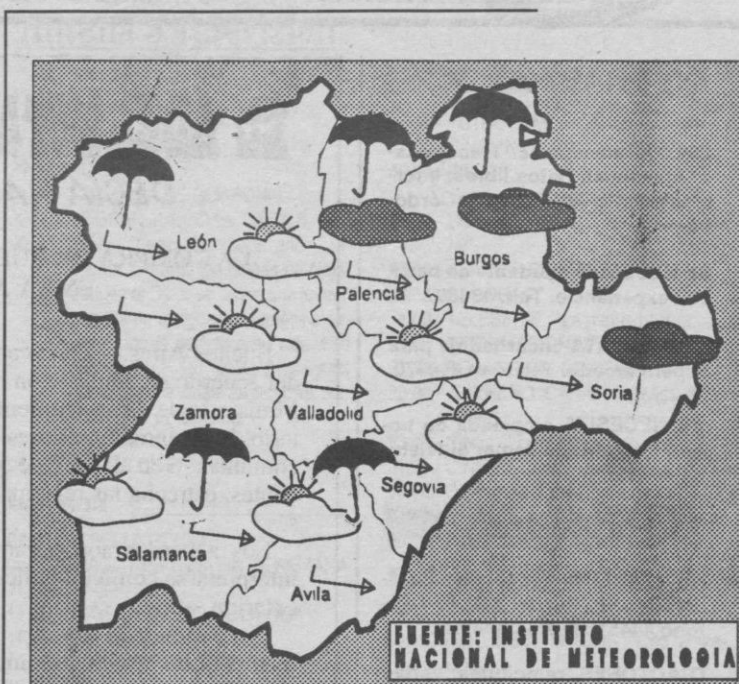 León
Burgos
Palencia
Soria
Zamora
Valladolid
Segovia
Salamanca
Avila
FUENTE: INSTITUTO
NACIONAL DE METEOROLOGIA